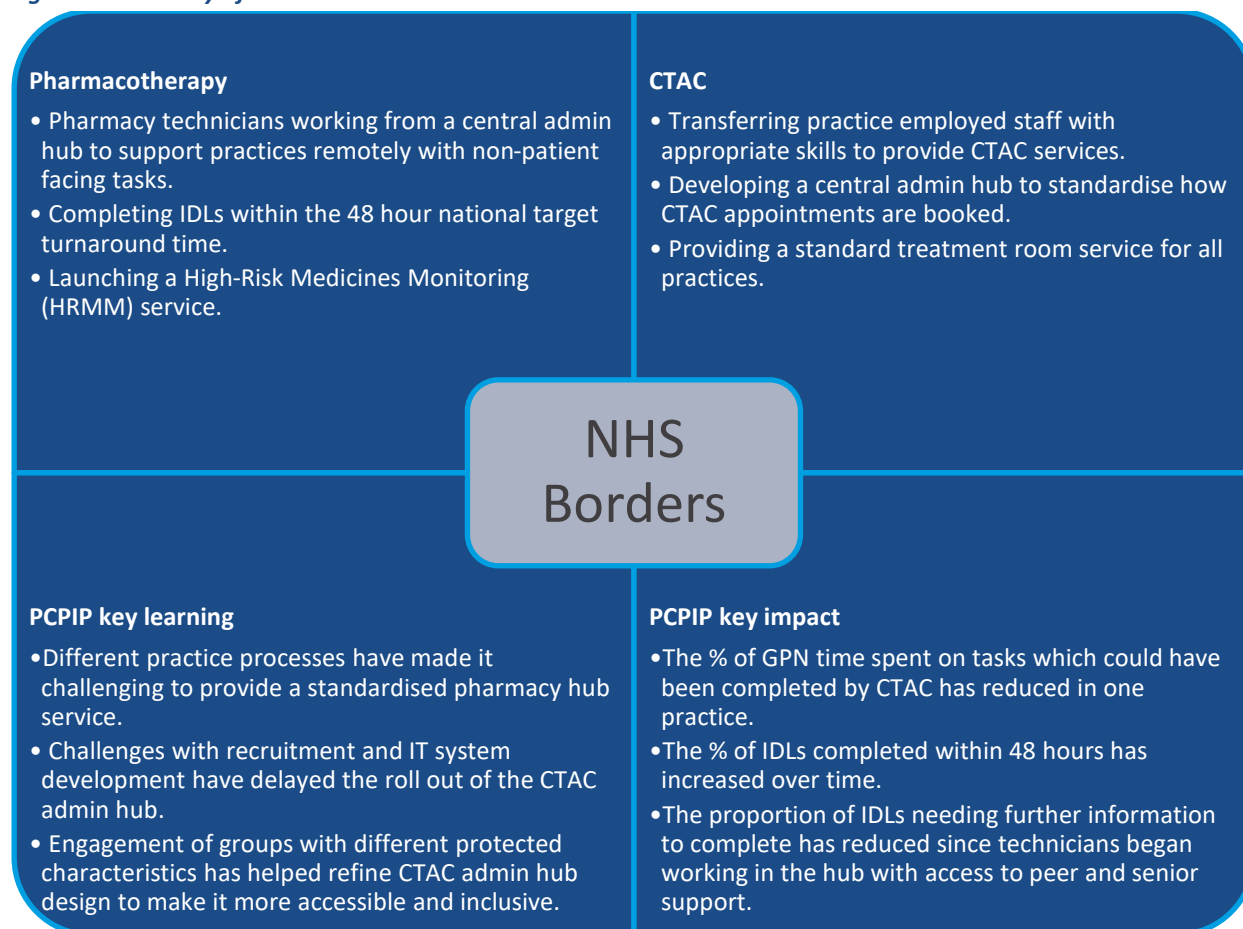 Pharmacotherapy
• Pharmacy technicians working from a central admin
hub to support practices remotely with non-patient
facing tasks.
• Completing IDLs within the 48 hour national target
turnaround time.
• Launching a High-Risk Medicines Monitoring
(HRMM) service.
CTAC
• Transferring practice employed staff with
appropriate skills to provide CTAC services.
• Developing a central admin hub to standardise how
CTAC appointments are booked.
• Providing a standard treatment room service for all
practices.
NHS
Borders
PCPIP key learning
•Different practice processes have made it
challenging to provide a standardised pharmacy hub
service.
• Challenges with recruitment and IT system
development have delayed the roll out of the CTAC
admin hub.
• Engagement of groups with different protected
characteristics has helped refine CTAC admin hub
design to make it more accessible and inclusive.
PCPIP key impact
•The % of GPN time spent on tasks which could have
been completed by CTAC has reduced in one
practice.
•The % of IDLs completed within 48 hours has
increased over time.
•The proportion of IDLs needing further information
to complete has reduced since technicians began
working in the hub with access to peer and senior
support.